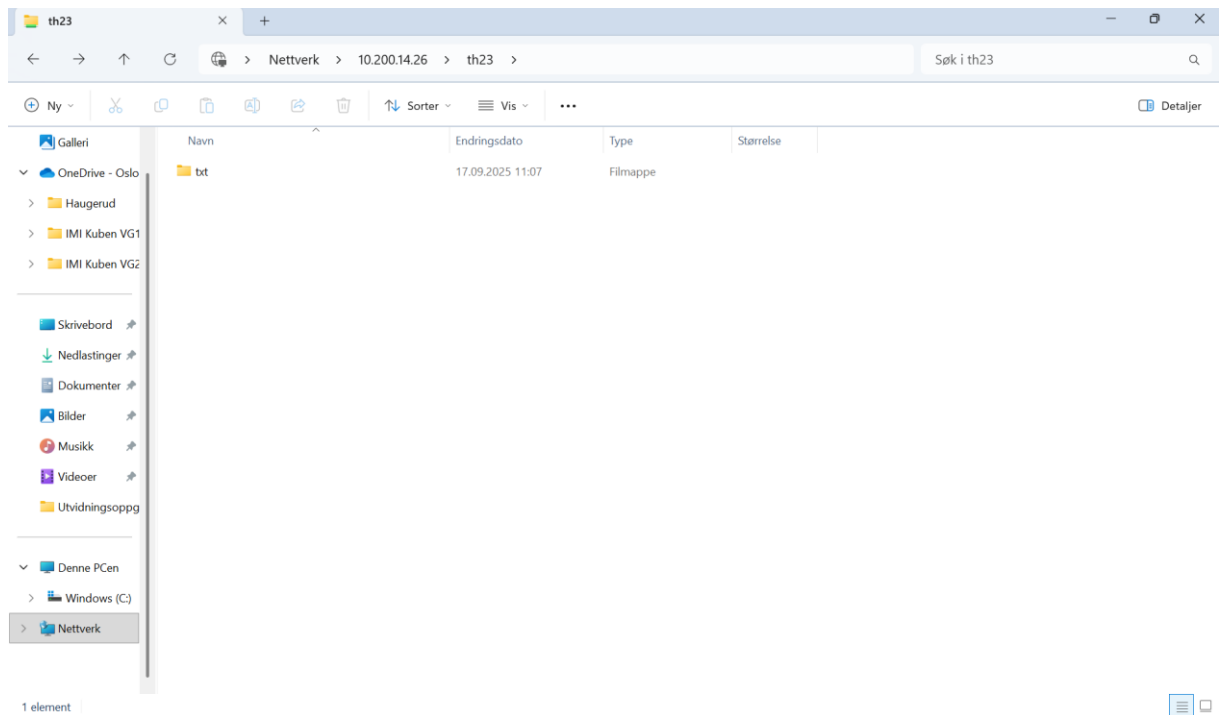 th23
Nettverk > 10.200.14.26 > th23 >
Søk i th23
Ny
Sorter
Vis
Detaljer
Galleri
OneDrive - Oslo
Haugerud
IMI Kuben VG1
IMI Kuben VG2
Skrivebord
Nedlastinger
Dokumenter
Bilder
Musikk
Videoer
Utvidningsoppg
Denne PCen
Windows (C:)
Nettverk
Navn Endringsdato Type Størrelse
txt 17.09.2025 11:07 Filmappe
1 element